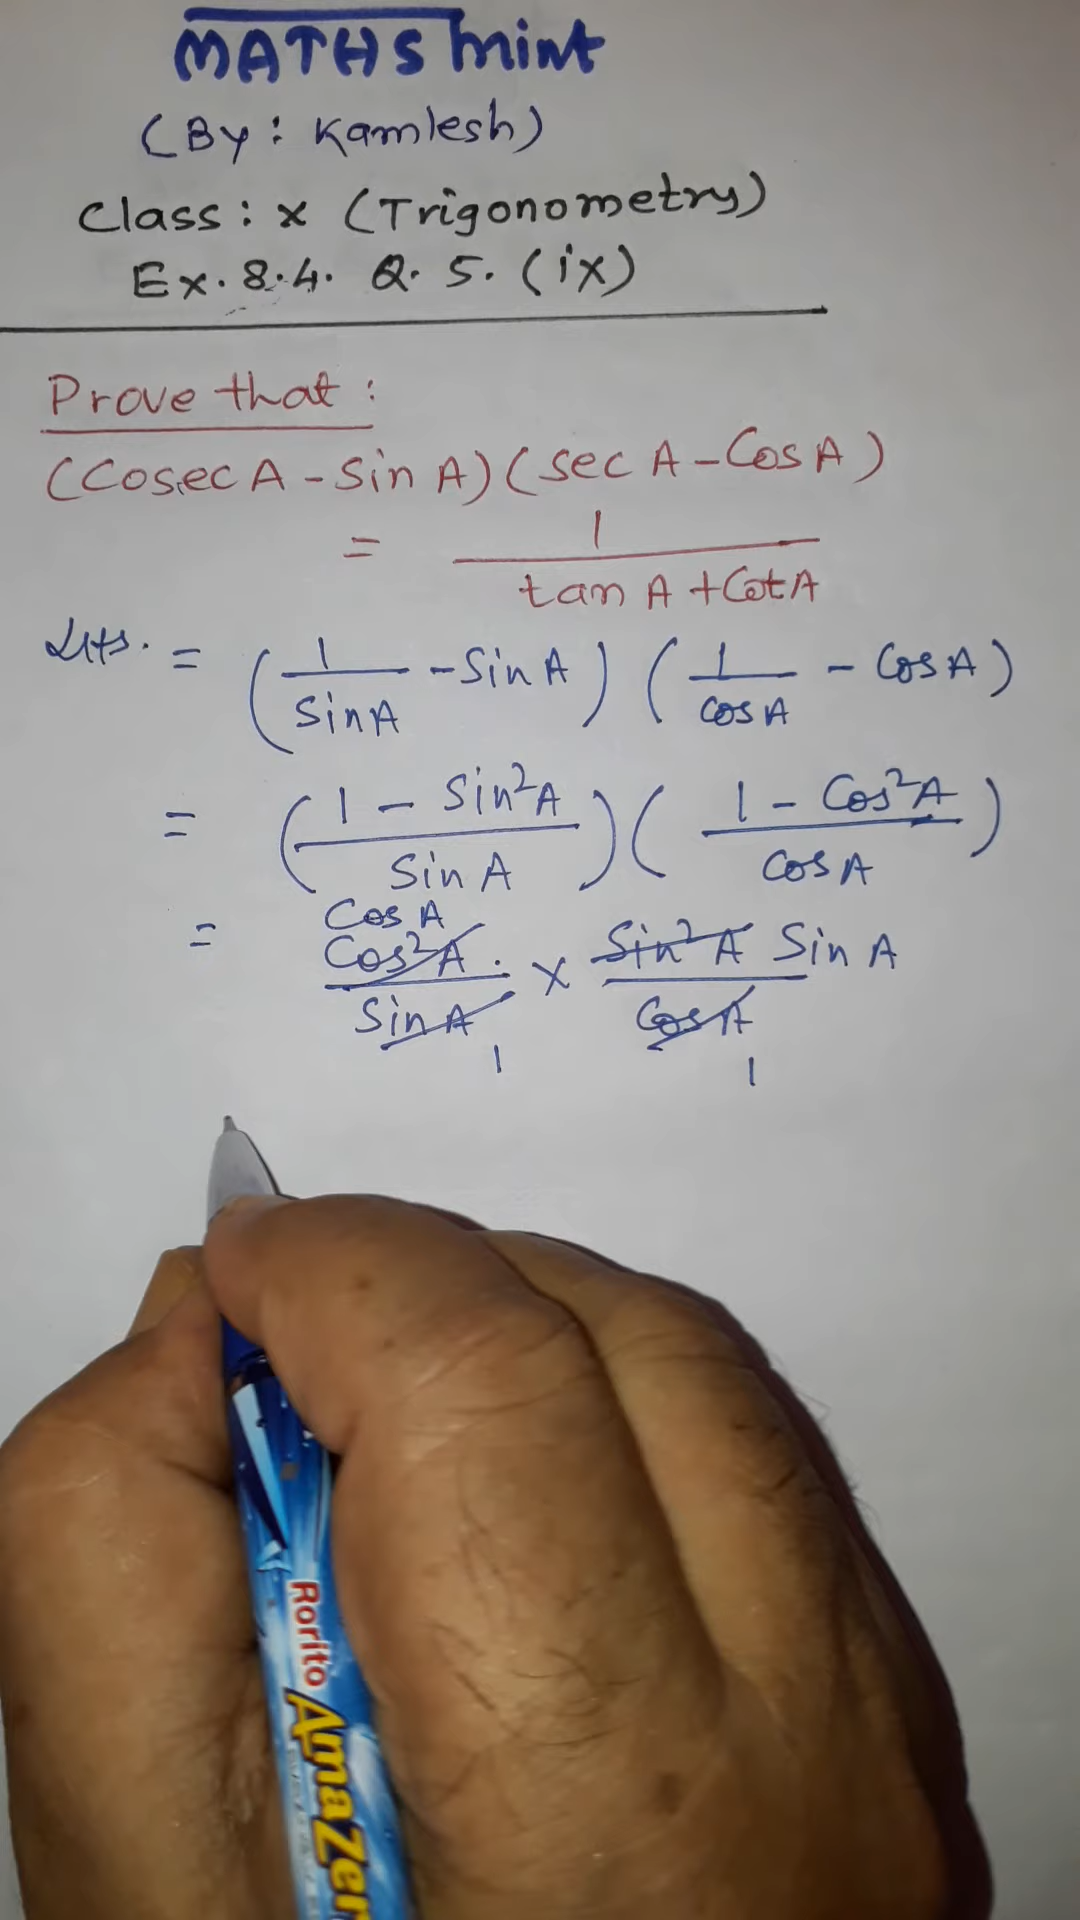 MATHS mint
(By: Kamlesh)
Class: X (Trigonometry)
Ex. 8.4. Q. 5. (ix)
Prove that:
(Cosec A - Sin A) (sec A - Cos A)
= 1 / tan A + Cot A
LHS. = (1 / Sin A - Sin A) (1 / Cos A - Cos A)
= (1 - Sin²A / Sin A) (1 - Cos²A / Cos A)
Cos A
= Cos²A . / Sin A × Sin²A Sin A / Cos A
1 1
Rorito
AmaZer